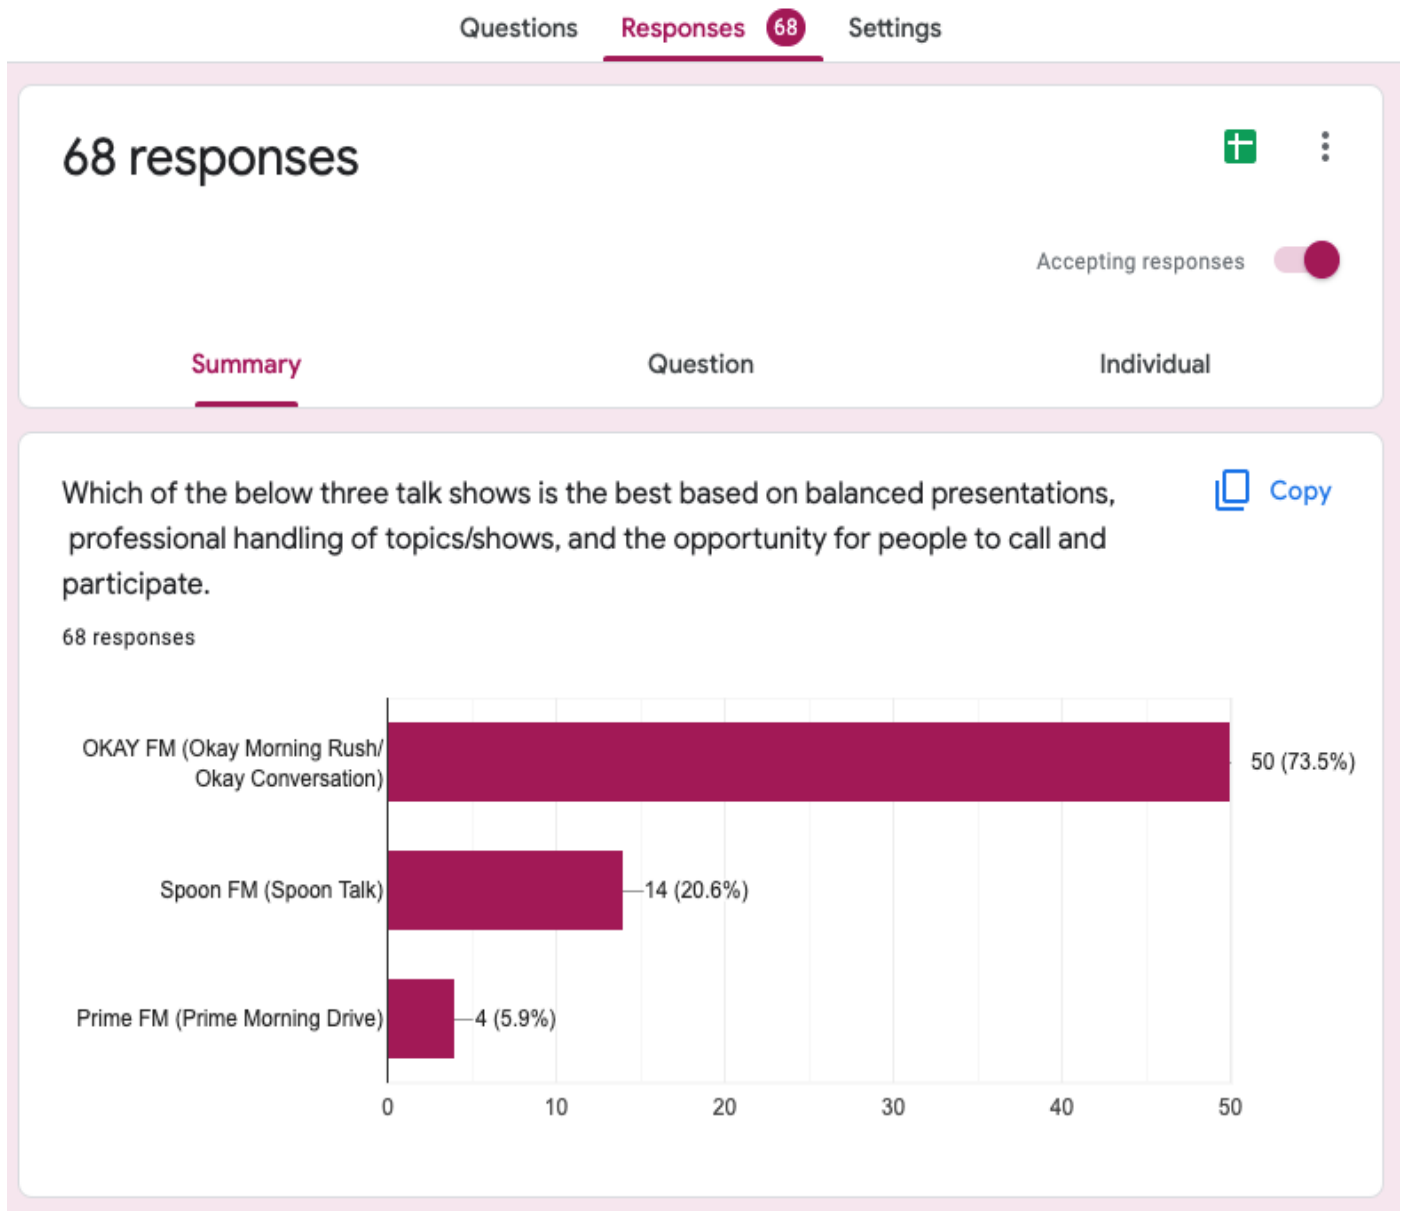 Questions Responses 68 Settings
68 responses
Accepting responses
Summary Question Individual
Which of the below three talk shows is the best based on balanced presentations,
professional handling of topics/shows, and the opportunity for people to call and
participate.
Copy
68 responses
OKAY FM (Okay Morning Rush/
Okay Conversation)
50 (73.5%)
Spoon FM (Spoon Talk)
14 (20.6%)
Prime FM (Prime Morning Drive)
4 (5.9%)
0 10 20 30 40 50